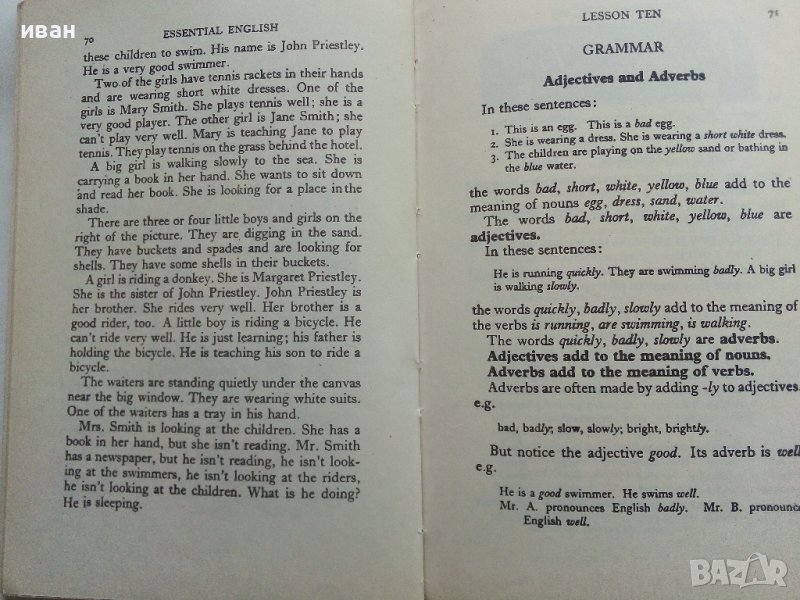 иван
70 ESSENTIAL ENGLISH
these children to swim. His name is John Priestley.
He is a very good swimmer.
Two of the girls have tennis rackets in their hands
and are wearing short white dresses. One of the
girls is Mary Smith. She plays tennis well; she is a
very good player. The other girl is Jane Smith; she
can't play very well. Mary is teaching Jane to play
tennis. They play tennis on the grass behind the hotel.
A big girl is walking slowly to the sea. She is
carrying a book in her hand. She wants to sit down
and read her book. She is looking for a place in the
shade.
There are three or four little boys and girls on the
right of the picture. They are digging in the sand.
They have buckets and spades and are looking for
shells. They have some shells in their buckets.
A girl is riding a donkey. She is Margaret Priestley.
She is the sister of John Priestley. John Priestley is
her brother. She rides very well. Her brother is a
good rider, too. A little boy is riding a bicycle. He
can't ride very well. He is just learning; his father is
holding the bicycle. He is teaching his son to ride a
bicycle.
The waiters are standing quietly under the canvas
near the big window. They are wearing white suits.
One of the waiters has a tray in his hand.
Mrs. Smith is looking at the children. She has a
book in her hand, but she isn't reading. Mr. Smith
has a newspaper, but he isn't reading, he isn't look-
ing at the swimmers, he isn't looking at the riders,
he isn't looking at the children. What is he doing?
He is sleeping.
LESSON TEN 71
GRAMMAR
Adjectives and Adverbs
In these sentences:
1. This is an egg. This is a bad egg.
2. She is wearing a dress. She is wearing a short white dress.
3. The children are playing on the yellow sand or bathing in
the blue water.
the words bad, short, white, yellow, blue add to the
meaning of nouns egg, dress, sand, water.
The words bad, short, white, yellow, blue are
adjectives.
In these sentences:
He is running quickly. They are swimming badly. A big girl
is walking slowly.
the words quickly, badly, slowly add to the meaning of
the verbs is running, are swimming, is walking.
The words quickly, badly, slowly are adverbs.
Adjectives add to the meaning of nouns.
Adverbs add to the meaning of verbs.
Adverbs are often made by adding -ly to adjectives,
e.g.
bad, badly; slow, slowly; bright, brightly.
But notice the adjective good. Its adverb is well
e.g.
He is a good swimmer. He swims well.
Mr. A. pronounces English badly. Mr. B. pronounces
English well.
BAZAR